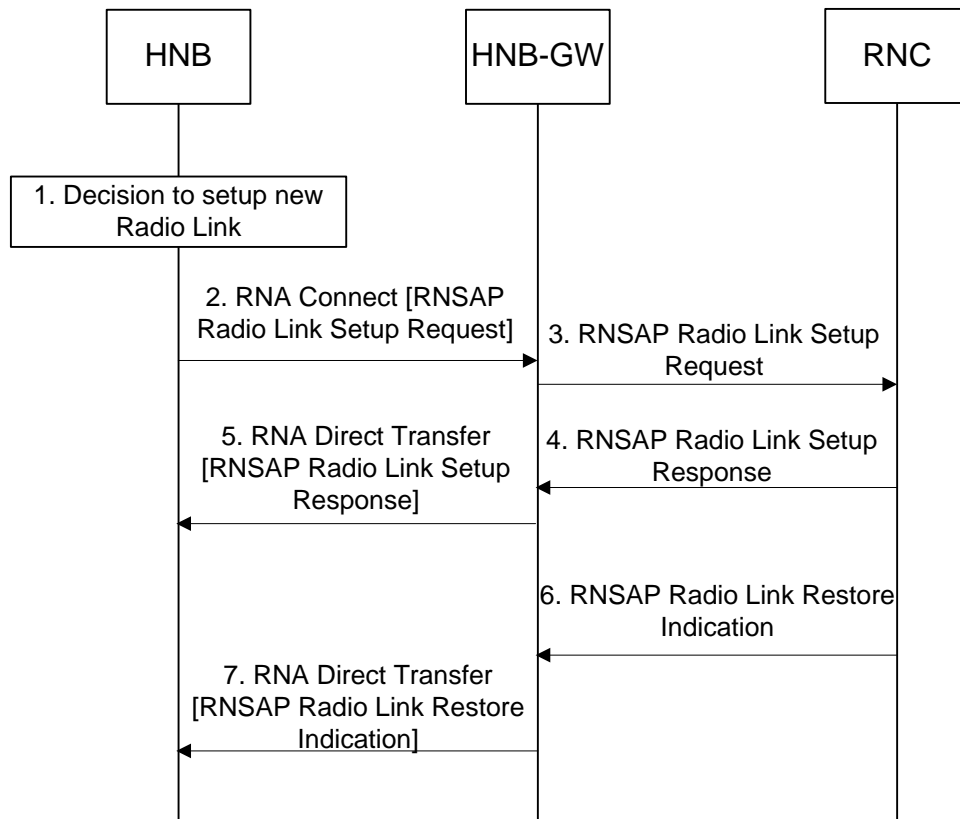 HNB
HNB-GW
RNC
1. Decision to setup new
Radio Link
2. RNA Connect [RNSAP
Radio Link Setup Request]
3. RNSAP Radio Link Setup
Request
5. RNA Direct Transfer
[RNSAP Radio Link Setup
Response]
4. RNSAP Radio Link Setup
Response
6. RNSAP Radio Link Restore
Indication
7. RNA Direct Transfer
[RNSAP Radio Link Restore
Indication]